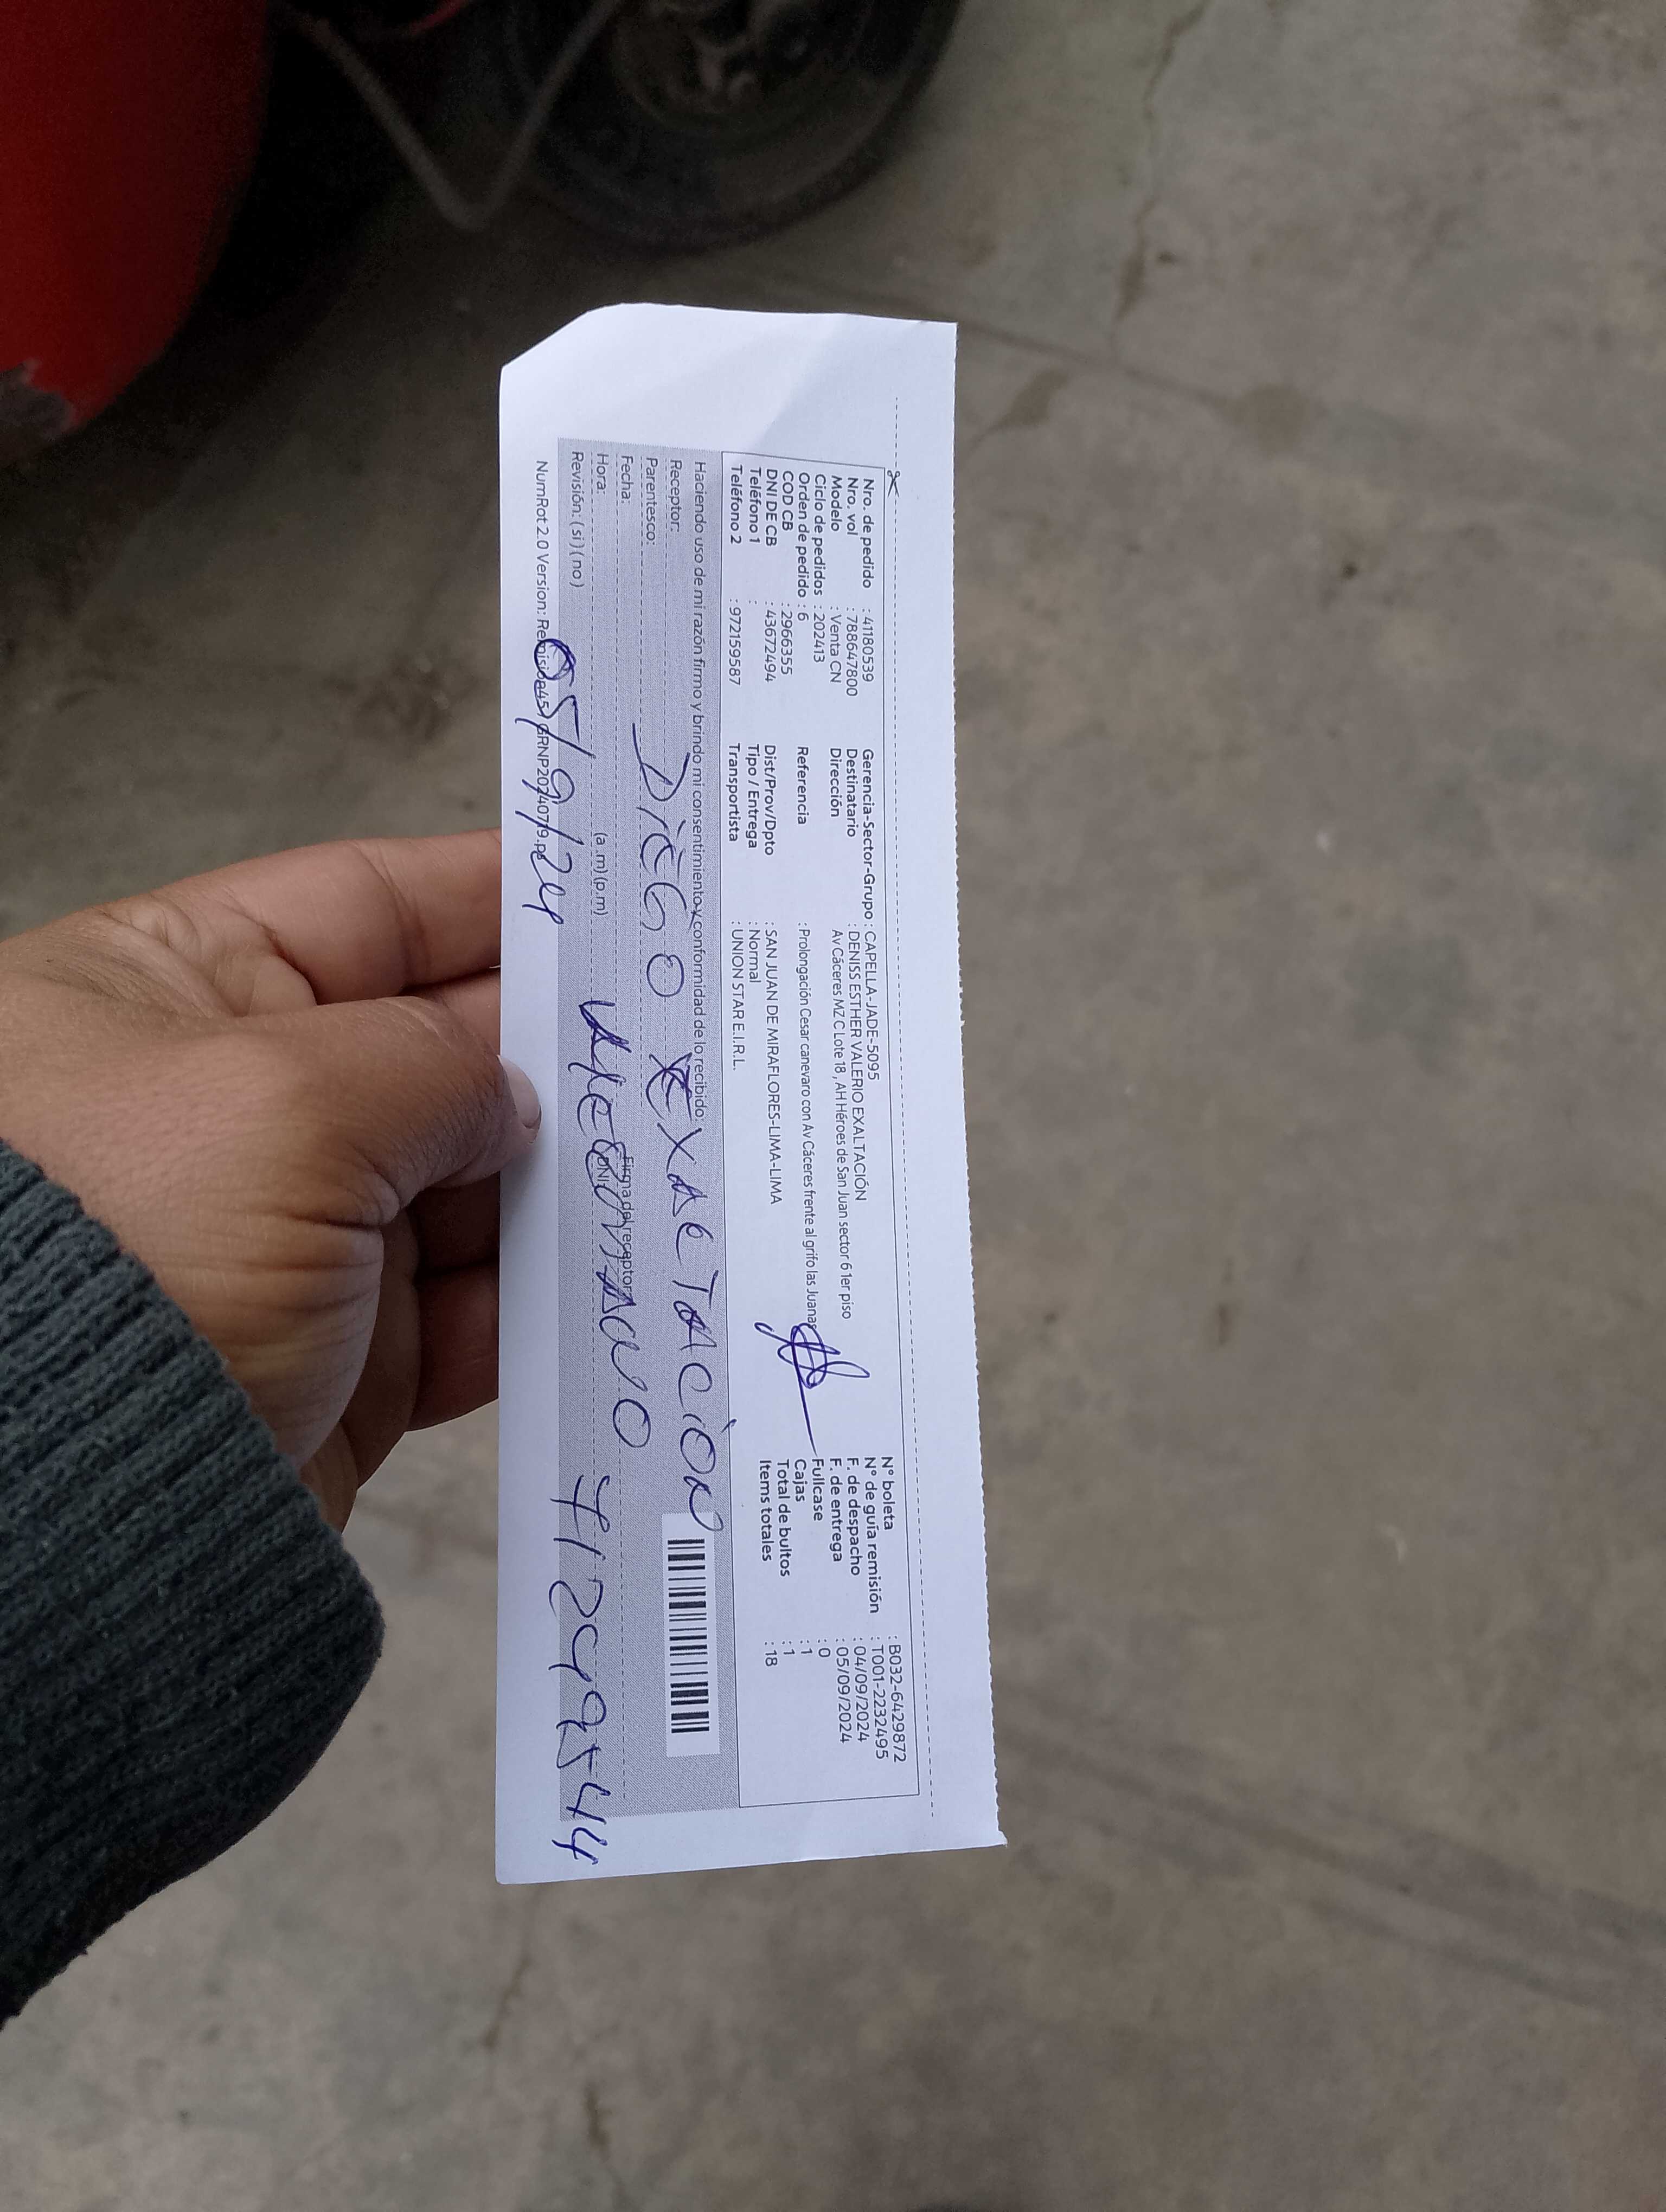 Nro. de pedido : 41180539
Nro. vol : 788647800
Modelo : Venta CN
Ciclo de pedidos : 202413
Orden de pedido : 6
COD CB : 2966355
DNI DE CB : 43672494
Teléfono 1 :
Teléfono 2 : 972159587
Gerencia-Sector-Grupo : CAPELLA-JADE-5095
Destinatario : DENISS ESTHER VALERIO EXALTACIÓN
Dirección Av Cáceres MZ C Lote 18 , AH Héroes de San Juan sector 6 1er piso
Referencia : Prolongación Cesar canevaro con Av Cáceres frente al grifo las Juanas
Dist/Prov/Dpto : SAN JUAN DE MIRAFLORES-LIMA-LIMA
Tipo / Entrega : Normal
Transportista : UNION STAR E.I.R.L.
N° boleta : B032-6429872
N° de guía remisión : T001-2232495
F. de despacho : 04/09/2024
F. de entrega : 05/09/2024
Fullcase : 0
Cajas : 1
Total de bultos : 1
Items totales : 18
Haciendo uso de mi razón firmo y brindo mi consentimiento y conformidad de lo recibido:
Receptor: DIEGO EXALTACION
Parentesco:
Fecha:
Firma del receptor
Hora: (a .m)(p.m) DNI:
Revisión: (si) (no)
05/9/24
NumRot 2.0 Version: Remision451 GRNP20240719.ps